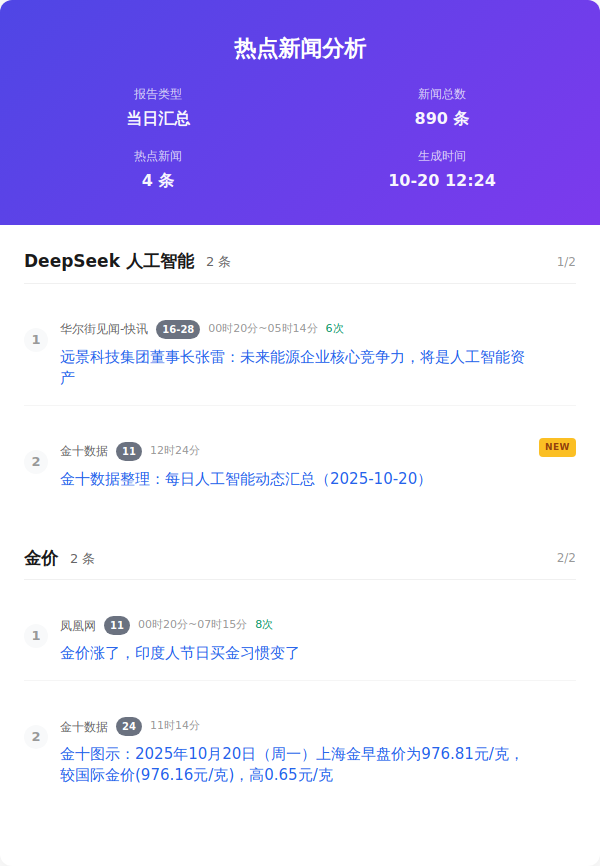 热点新闻分析
报告类型
新闻总数
当日汇总
890 条
热点新闻
生成时间
4 条
10-20 12:24
DeepSeek 人工智能 2 条 1/2
1 华尔街见闻-快讯 16-28 00时20分~05时14分 6次
远景科技集团董事长张雷：未来能源企业核心竞争力，将是人工智能资
产
2 金十数据 11 12时24分 NEW
金十数据整理：每日人工智能动态汇总（2025-10-20）
金价 2 条 2/2
1 凤凰网 11 00时20分~07时15分 8次
金价涨了，印度人节日买金习惯变了
2 金十数据 24 11时14分
金十图示：2025年10月20日（周一）上海金早盘价为976.81元/克，
较国际金价(976.16元/克)，高0.65元/克